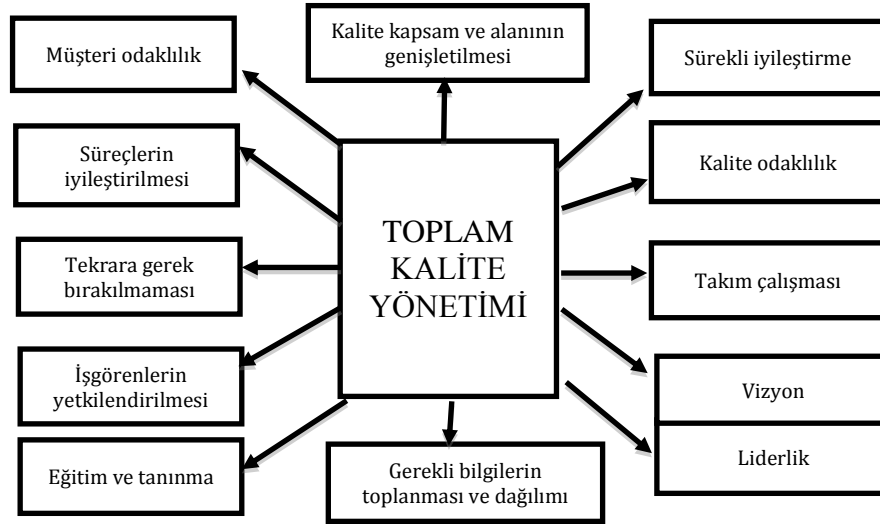 Kalite kapsam ve alanının
genişletilmesi
Müşteri odaklılık
Sürekli iyileştirme
Süreçlerin
iyileştirilmesi
Kalite odaklılık
TOPLAM
KALİTE
YÖNETİMİ
Tekrara gerek
bırakılmaması
Takım çalışması
İşgörenlerin
yetkilendirilmesi
Vizyon
Eğitim ve tanınma
Gerekli bilgilerin
toplanması ve dağılımı
Liderlik